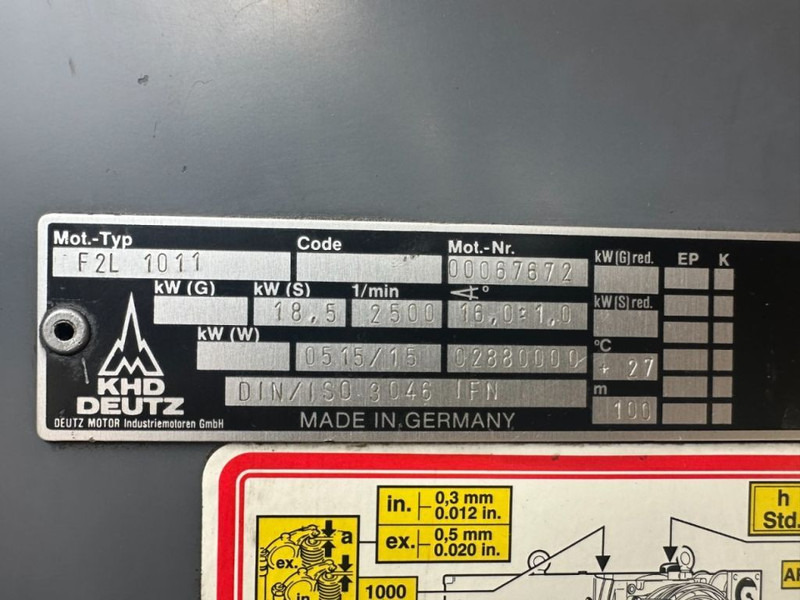 Mot.-Typ Code Mot.-Nr. kW(G)red. EP K
F2L 1011 00067672
kW (G) kW (S) 1/min ∢° kW(S)red.
18,5 2500 16,0±1,0
kW (W) °C
0515/15 02880000 + 27
DIN/ISO 3046 IFN m
100
KHD
DEUTZ
DEUTZ MOTOR Industriemotoren GmbH
MADE IN GERMANY
in. 0,3 mm
0.012 in.
h
Std.
a
ex. 0,5 mm
0.020 in.
ex.
in
1000